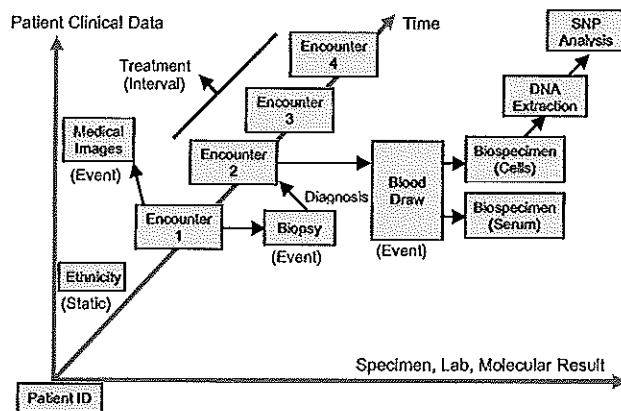 Patient Clinical Data
Time
SNP
Analysis
Encounter
4
Treatment
(Interval)
DNA
Extraction
Encounter
3
Medical
Images
(Event)
Encounter
2
Biospecimen
(Cells)
Blood
Draw
(Event)
Diagnosis
Encounter
1
Biopsy
(Event)
Biospecimen
(Serum)
Ethnicity
(Static)
Specimen, Lab, Molecular Result
Patient ID